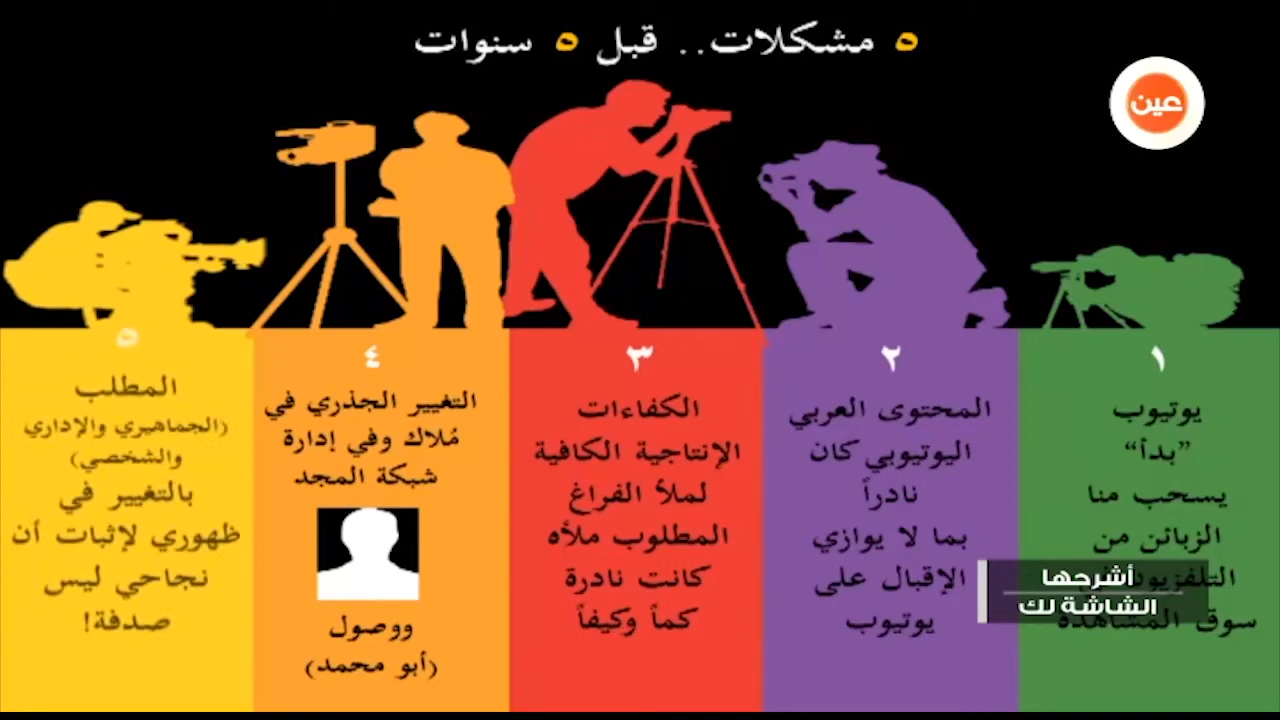 ٥ مشكلات.. قبل ٥ سنوات
عين
١
يوتيوب
”بدأ“
يسحب منا
الزبائن من
سوق المشاهدة
٢
المحتوى العربي
اليوتيوبي كان
نادراً
بما لا يوازي
الإقبال على
يوتيوب
٣
الكفاءات
الإنتاجية الكافية
لملأ الفراغ
المطلوب ملأه
كانت نادرة
كماً وكيفاً
٤
التغيير الجذري في
مُلاك وفي إدارة
شبكة المجد
ووصول
(أبو محمد)
٥
المطلب
(الجماهيري والإداري
والشخصي)
بالتغيير في
ظهوري لإثبات أن
نجاحي ليس
صدفة!
أشرحها
الشاشة لك